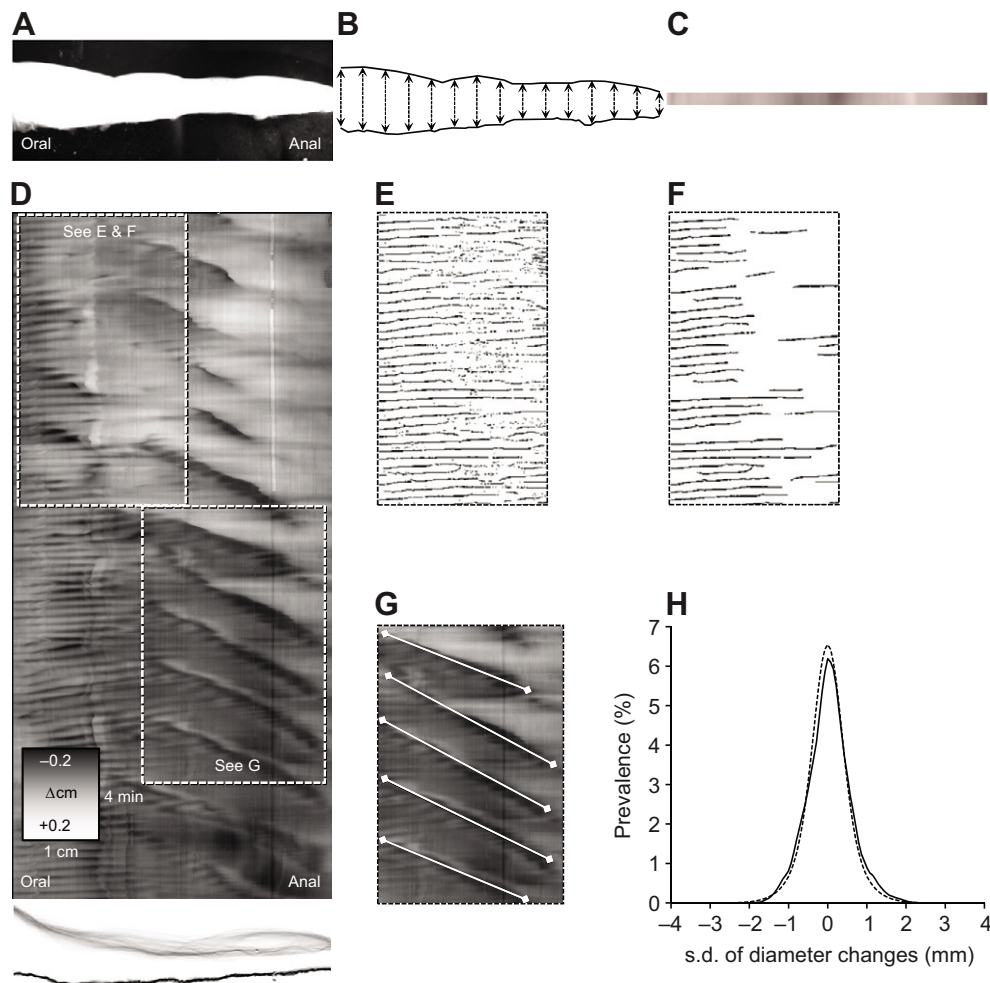 A
B
C
Oral
Anal
D
E
F
See E & F
See G
–0.2
Δcm
+0.2
4 min
1 cm
Oral
Anal
G
H
7
6
5
4
3
2
1
0
Prevalence (%)
–4 –3 –2 –1 0 1 2 3 4
s.d. of diameter changes (mm)